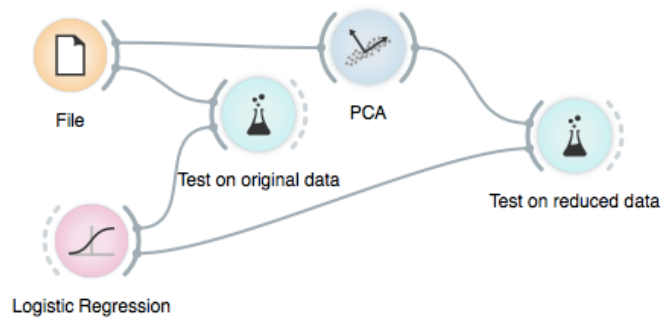 File
PCA
Test on original data
Test on reduced data
Logistic Regression